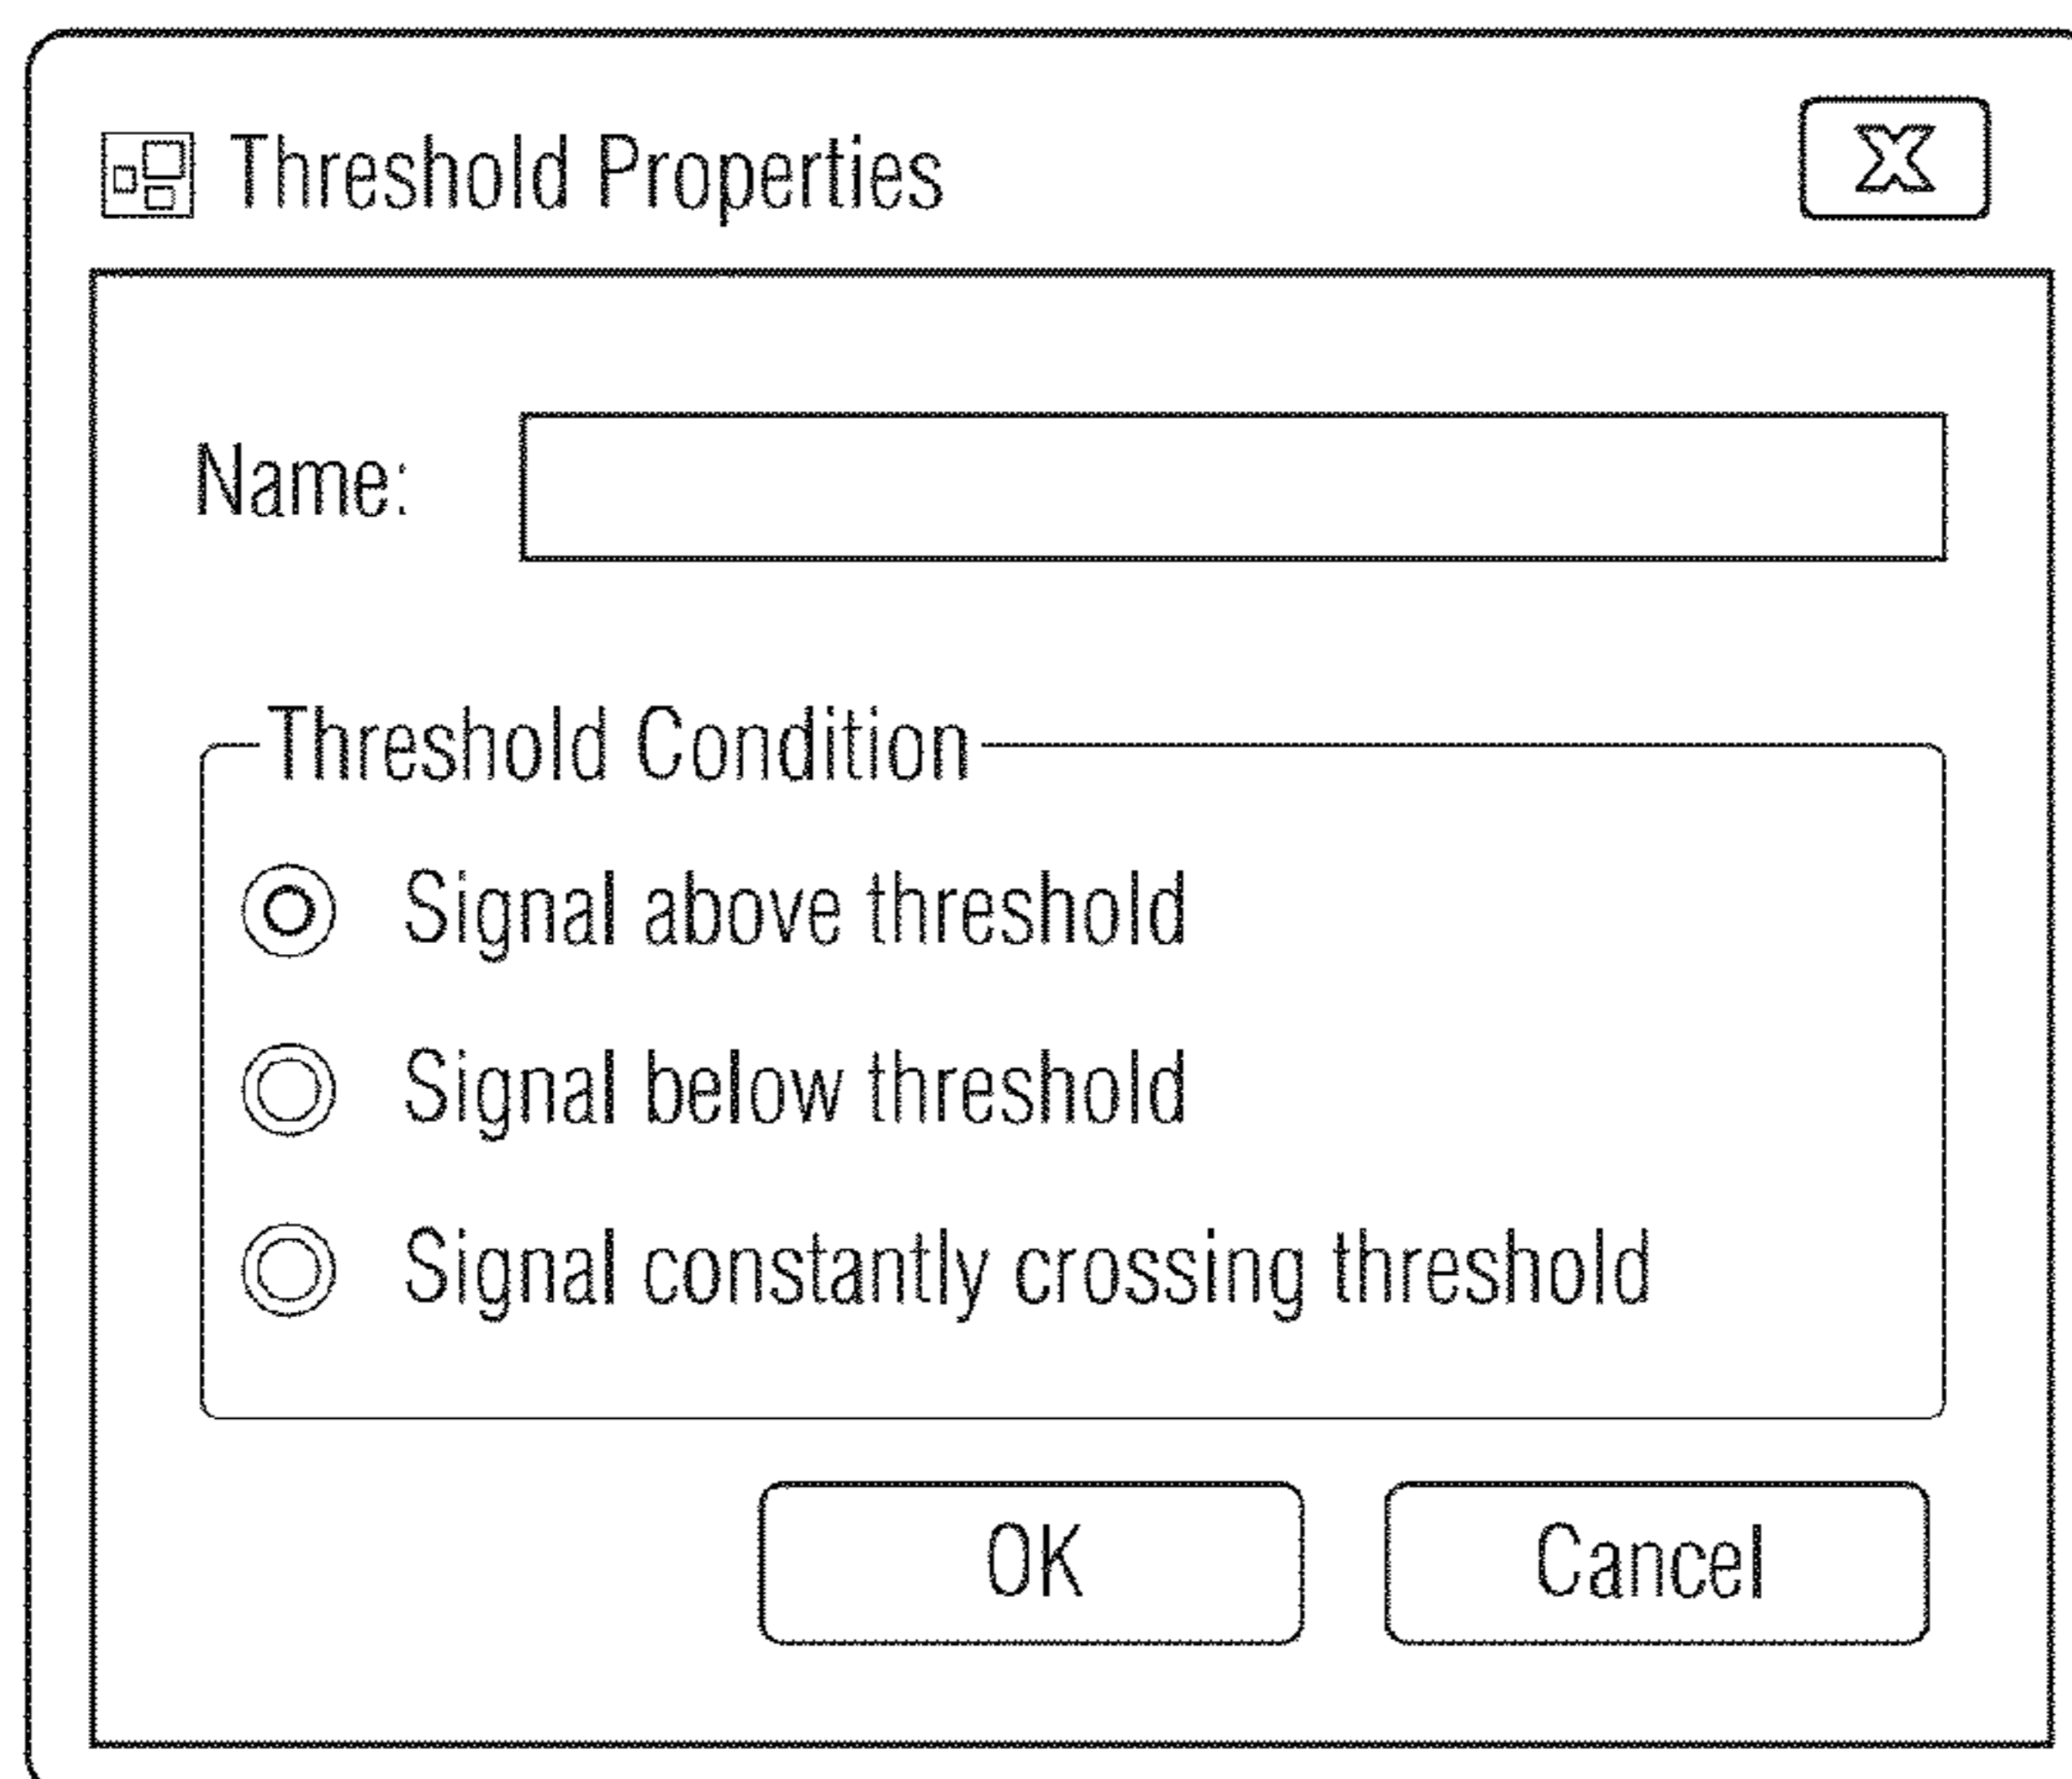 Threshold Properties
X
Name:
Threshold Condition
Signal above threshold
Signal below threshold
Signal constantly crossing threshold
OK
Cancel